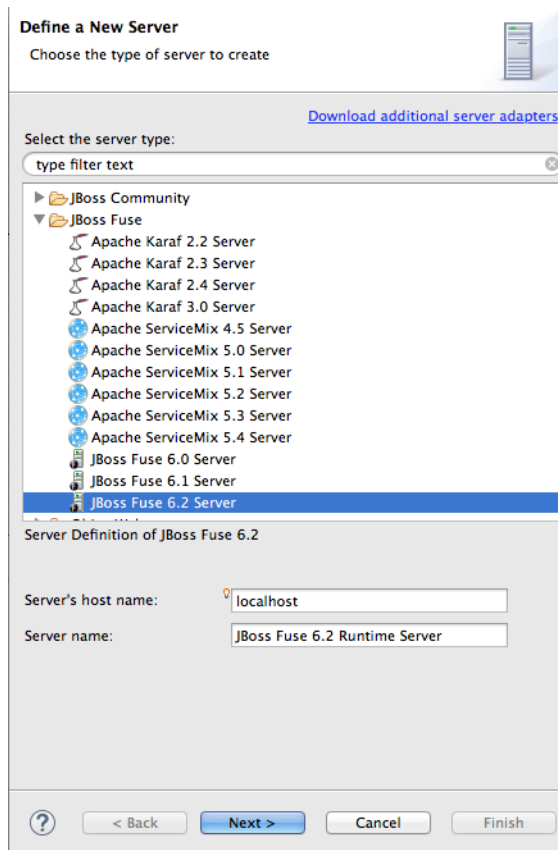 Define a New Server
Choose the type of server to create
Download additional server adapters
Select the server type:
type filter text
JBoss Community
JBoss Fuse
Apache Karaf 2.2 Server
Apache Karaf 2.3 Server
Apache Karaf 2.4 Server
Apache Karaf 3.0 Server
Apache ServiceMix 4.5 Server
Apache ServiceMix 5.0 Server
Apache ServiceMix 5.1 Server
Apache ServiceMix 5.2 Server
Apache ServiceMix 5.3 Server
Apache ServiceMix 5.4 Server
JBoss Fuse 6.0 Server
JBoss Fuse 6.1 Server
JBoss Fuse 6.2 Server
Server Definition of JBoss Fuse 6.2
Server's host name: localhost
Server name: JBoss Fuse 6.2 Runtime Server
? < Back Next > Cancel Finish